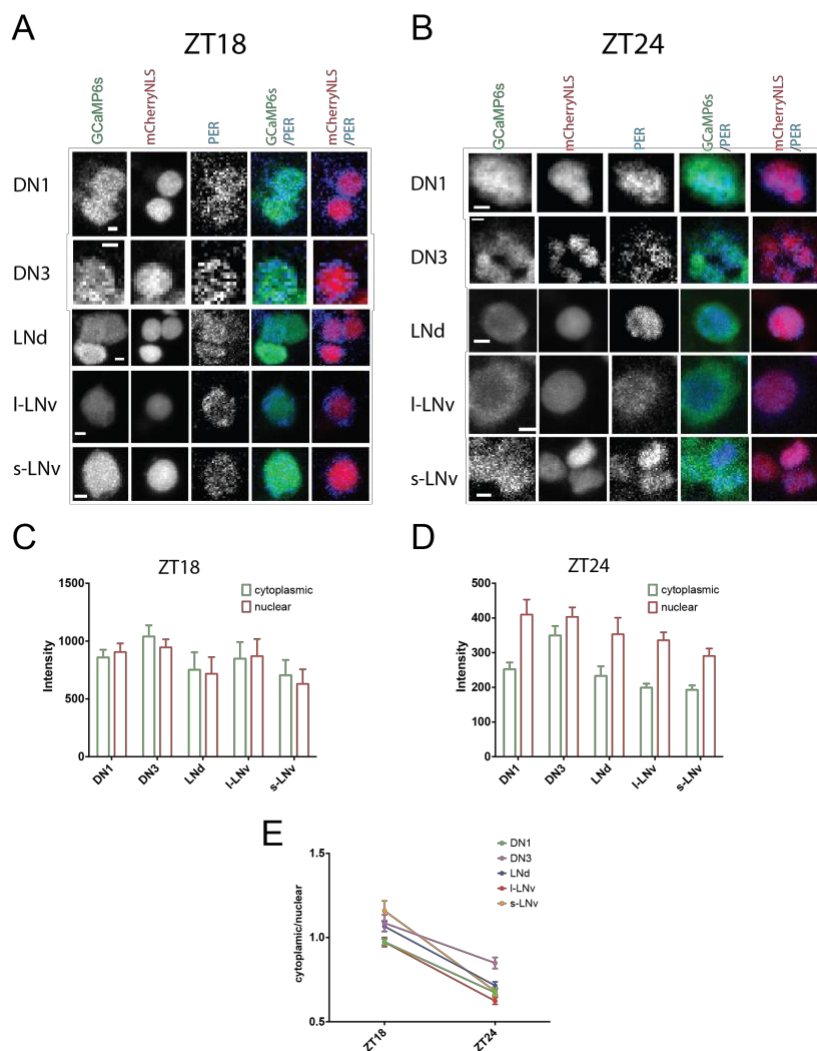 A
ZT18
GCaMP6s
mCherryNLS
PER
GCaMP6s
/PER
mCherryNLS
/PER
DN1
DN3
LNd
l-LNv
s-LNv
B
ZT24
GCaMP6s
mCherryNLS
PER
GCaMP6s
/PER
mCherryNLS
/PER
DN1
DN3
LNd
l-LNv
s-LNv
C
ZT18
1500
1000
500
0
Intensity
cytoplasmic
nuclear
DN1 DN3 LNd l-LNv s-LNv
D
ZT24
500
400
300
200
100
0
Intensity
cytoplasmic
nuclear
DN1 DN3 LNd l-LNv s-LNv
E
1.5
1.0
0.5
cytoplamic/nuclear
DN1
DN3
LNd
l-LNv
s-LNv
ZT18 ZT24